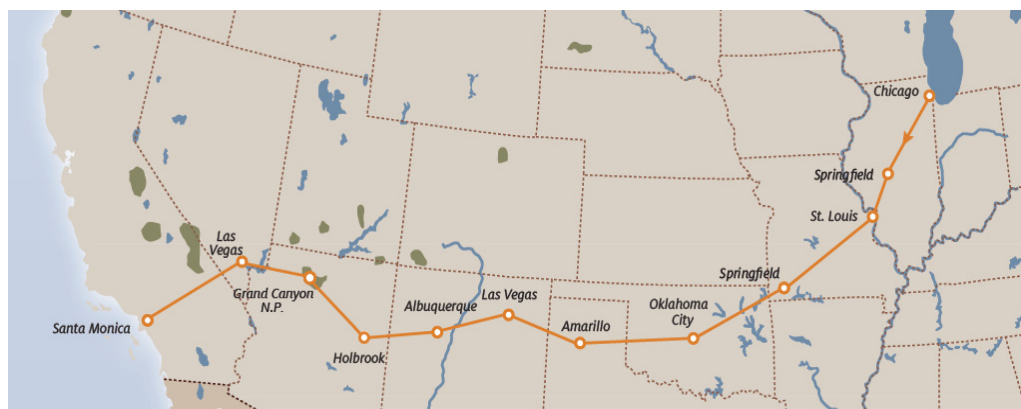 Chicago
Springfield
St. Louis
Springfield
Oklahoma
City
Amarillo
Las Vegas
Albuquerque
Holbrook
Grand Canyon
N.P.
Las
Vegas
Santa Monica